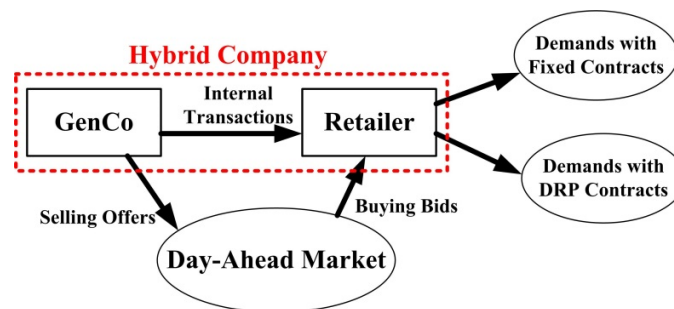 Hybrid Company
Demands with
Fixed Contracts
GenCo
Internal
Transactions
Retailer
Demands with
DRP Contracts
Selling Offers
Buying Bids
Day-Ahead Market